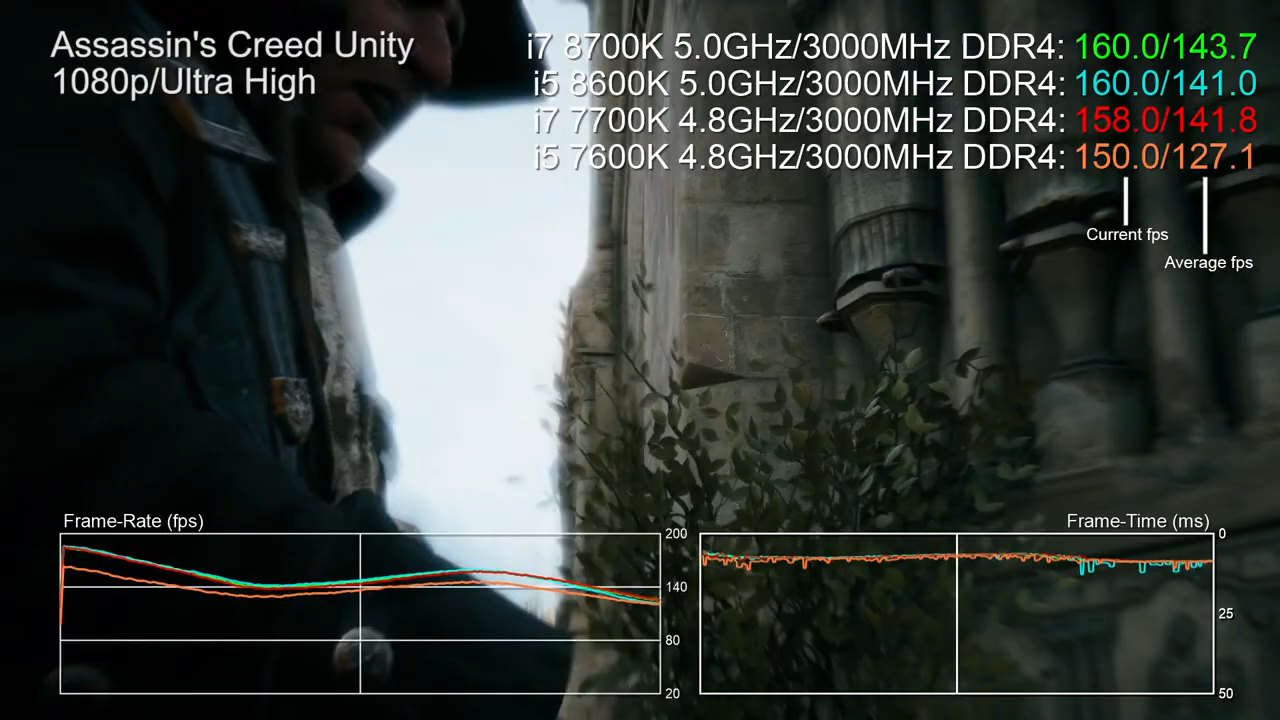 Assassin's Creed Unity
1080p/Ultra High
i7 8700K 5.0GHz/3000MHz DDR4: 160.0/143.7
i5 8600K 5.0GHz/3000MHz DDR4: 160.0/141.0
i7 7700K 4.8GHz/3000MHz DDR4: 158.0/141.8
i5 7600K 4.8GHz/3000MHz DDR4: 150.0/127.1
Current fps
Average fps
Frame-Rate (fps)
200
140
80
20
Frame-Time (ms)
0
25
50